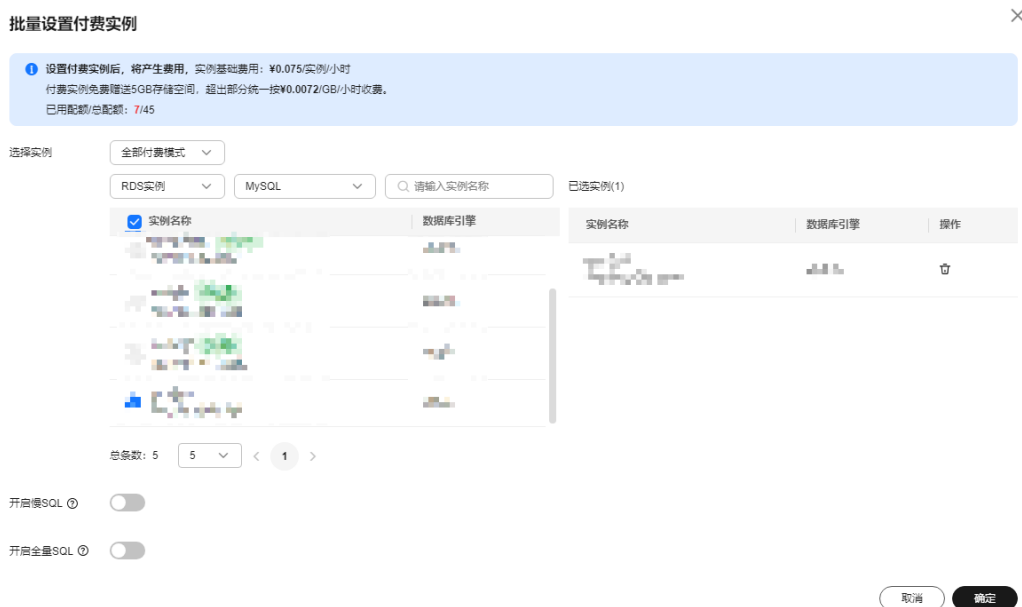 批量设置付费实例
设置付费实例后，将产生费用，实例基础费用：¥0.075/实例/小时
付费实例免费赠送5GB存储空间，超出部分统一按¥0.0072/GB/小时收费。
已用配额/总配额：7/45
选择实例 全部付费模式
RDS实例 MySQL 请输入实例名称 已选实例(1)
实例名称 数据库引擎 实例名称 数据库引擎 操作
总条数：5 5 1
开启慢SQL
开启全量SQL
取消 确定